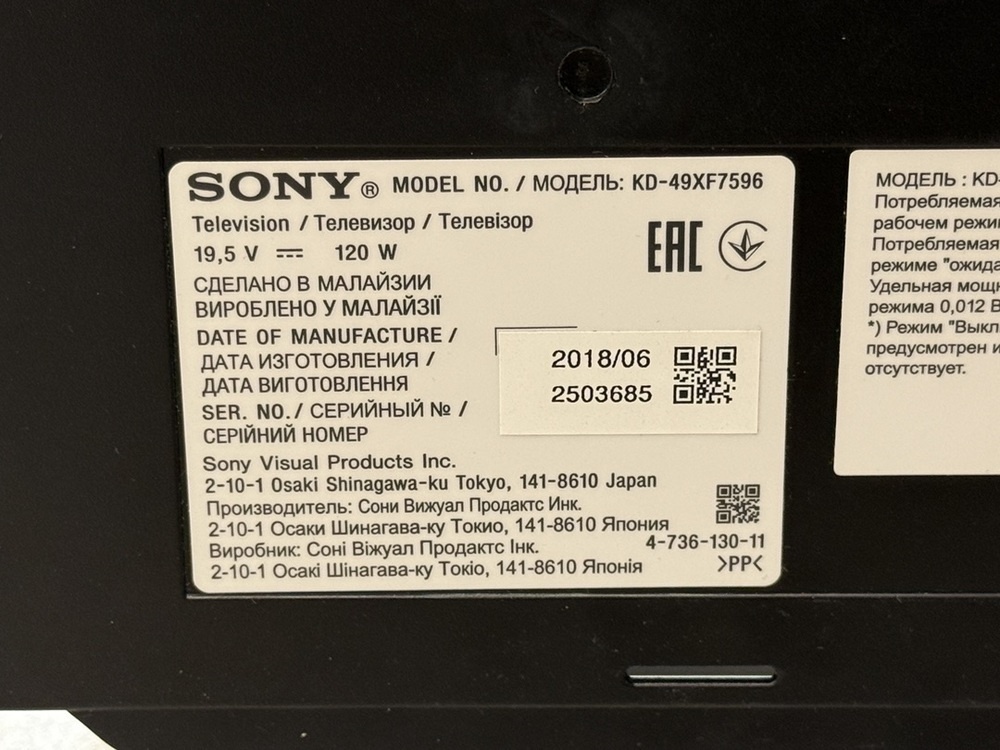 SONY® MODEL NO. / МОДЕЛЬ: KD-49XF7596
Television / Телевизор / Телевізор
19,5 V ⎓ 120 W
EAC
СДЕЛАНО В МАЛАЙЗИИ
ВИРОБЛЕНО У МАЛАЙЗІЇ
DATE OF MANUFACTURE /
ДАТА ИЗГОТОВЛЕНИЯ /
ДАТА ВИГОТОВЛЕННЯ
2018/06
SER. NO. / СЕРИЙНЫЙ № /
СЕРІЙНИЙ НОМЕР
2503685
Sony Visual Products Inc.
2-10-1 Osaki Shinagawa-ku Tokyo, 141-8610 Japan
Производитель: Сони Вижуал Продактс Инк.
2-10-1 Осаки Шинагава-ку Токио, 141-8610 Япония
Виробник: Соні Віжуал Продактс Інк.
2-10-1 Осакі Шінагава-ку Токіо, 141-8610 Японія
4-736-130-11
>PP<
МОДЕЛЬ : KD-
Потребляемая
рабочем
Потребляемая
режиме
Удельная
режима 0,012
*) Режим
предусмотрен
отсутствует.